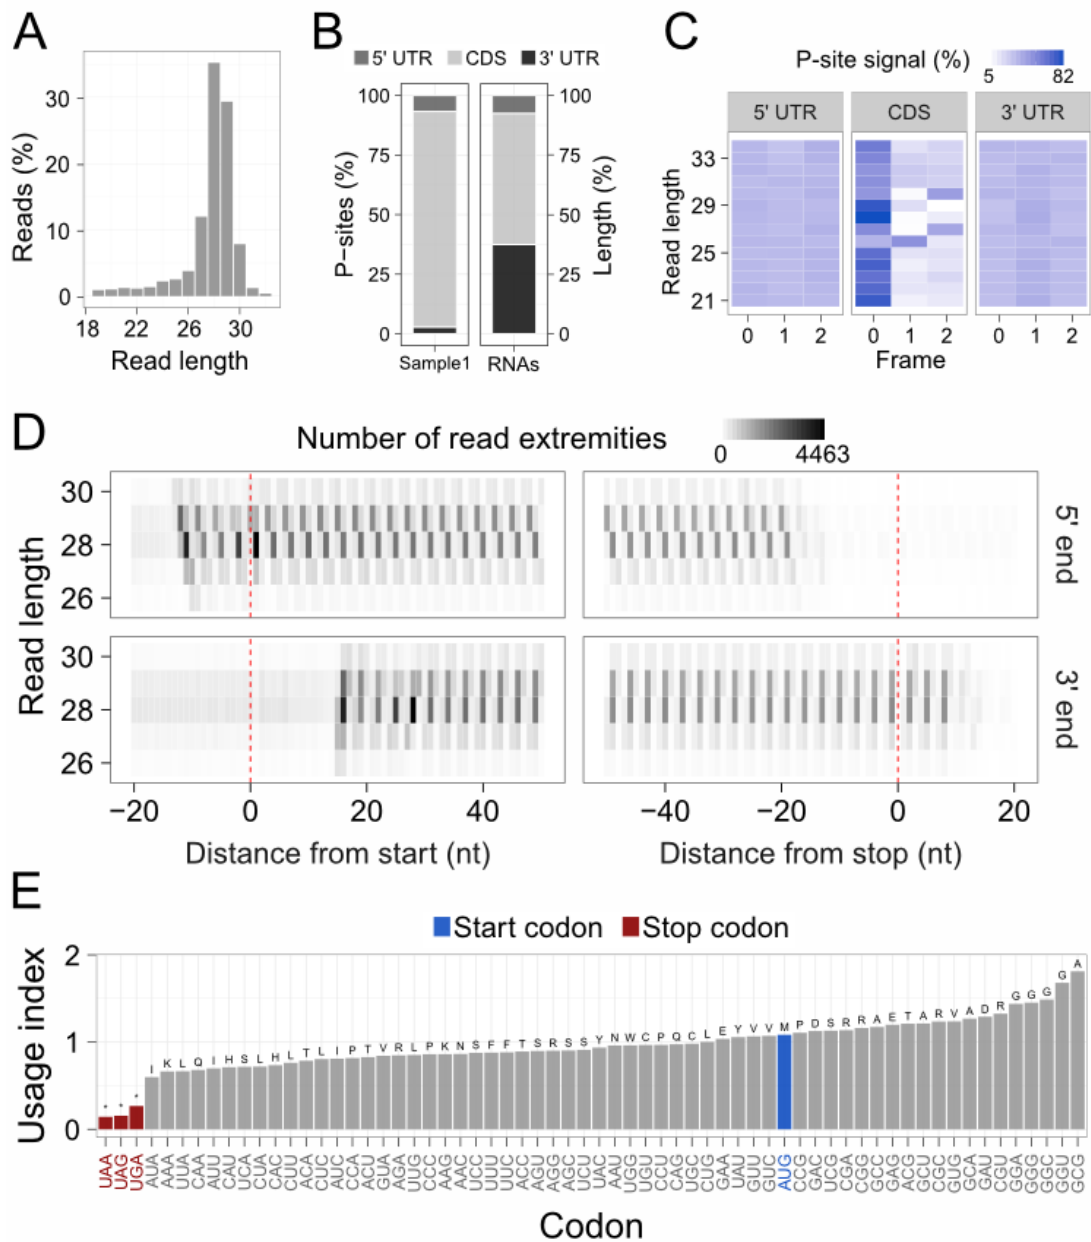 A
Reads (%)
30
20
10
0
18 22 26 30
Read length
B
5' UTR CDS 3' UTR
P−sites (%)
100
75
50
25
0
Length (%)
100
75
50
25
0
Sample1 RNAs
C
P-site signal (%)
5 82
5' UTR CDS 3' UTR
Read length
33
29
25
21
0 1 2 0 1 2 0 1 2
Frame
D
Number of read extremities
0 4463
Read length
30
28
26
5' end
30
28
26
3' end
−20 0 20 40
−40 −20 0 20
Distance from start (nt)
Distance from stop (nt)
E
Start codon Stop codon
Usage index
2
1
0
* * * I K L Q I H S L H L T L I P T V R L P K N S F F T S R S S Y N W C P Q C L E Y V V M P D S R R A E T A R V A D R G G G G A
UAA UAG UGA AUA AAA UUA CAA AUU CAU UCA CUA CAC CUU ACA CUC AUC CCA ACU GUA AGA UUG CCC AAG AAC UCC UUU UUC ACC AGU AGG AGC UCU UAC AAU UGG UGU CCU CAG UGC CUG GAA UAU GUU GUC AUG CCG GAC UCG CGA CGG GCC GAG ACG GCU CGC GUG GCA GAU CGU GGA GGG GGC GGU GCG
Codon